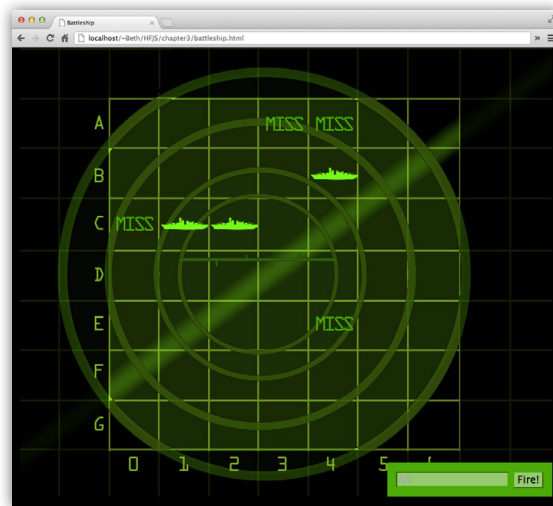 Battleship
localhost/~Beth/HFJS/chapter3/battleship.html
A MISS MISS
B
C MISS
D
E MISS
F
G
0 1 2 3 4 5
Fire!